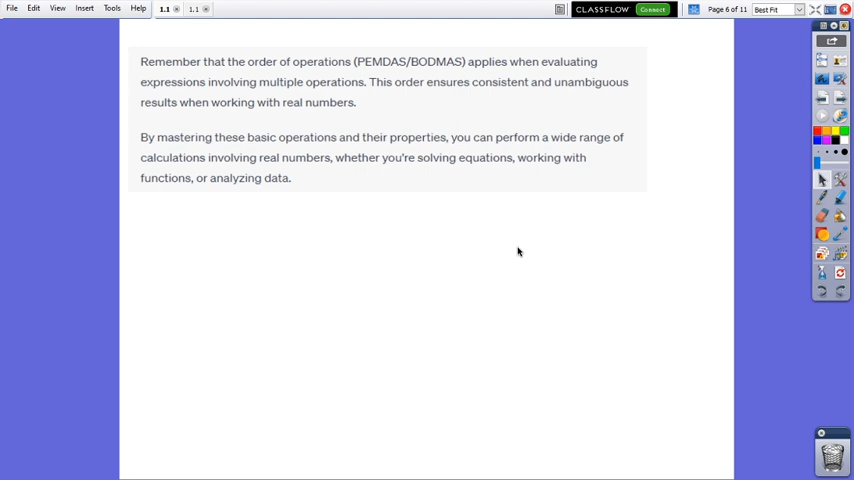 File Edit View Insert Tools Help 1.1 1.1 CLASSFLOW Connect Page 6 of 11 Best Fit
Remember that the order of operations (PEMDAS/BODMAS) applies when evaluating
expressions involving multiple operations. This order ensures consistent and unambiguous
results when working with real numbers.
By mastering these basic operations and their properties, you can perform a wide range of
calculations involving real numbers, whether you're solving equations, working with
functions, or analyzing data.